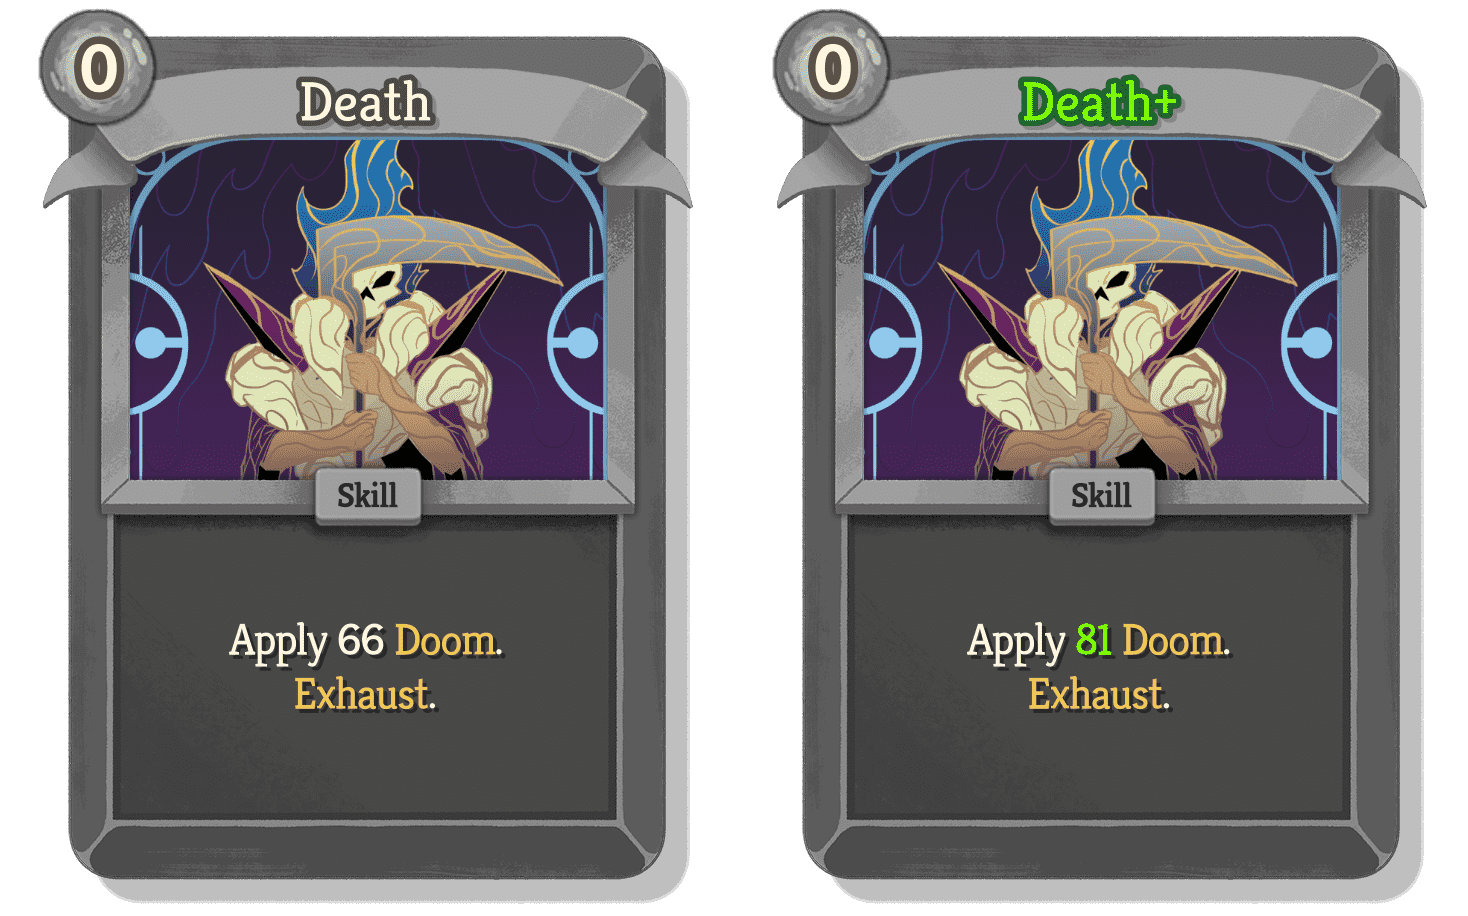 0
Death
Skill
Apply 66 Doom.
Exhaust.
0
Death+
Skill
Apply 81 Doom.
Exhaust.